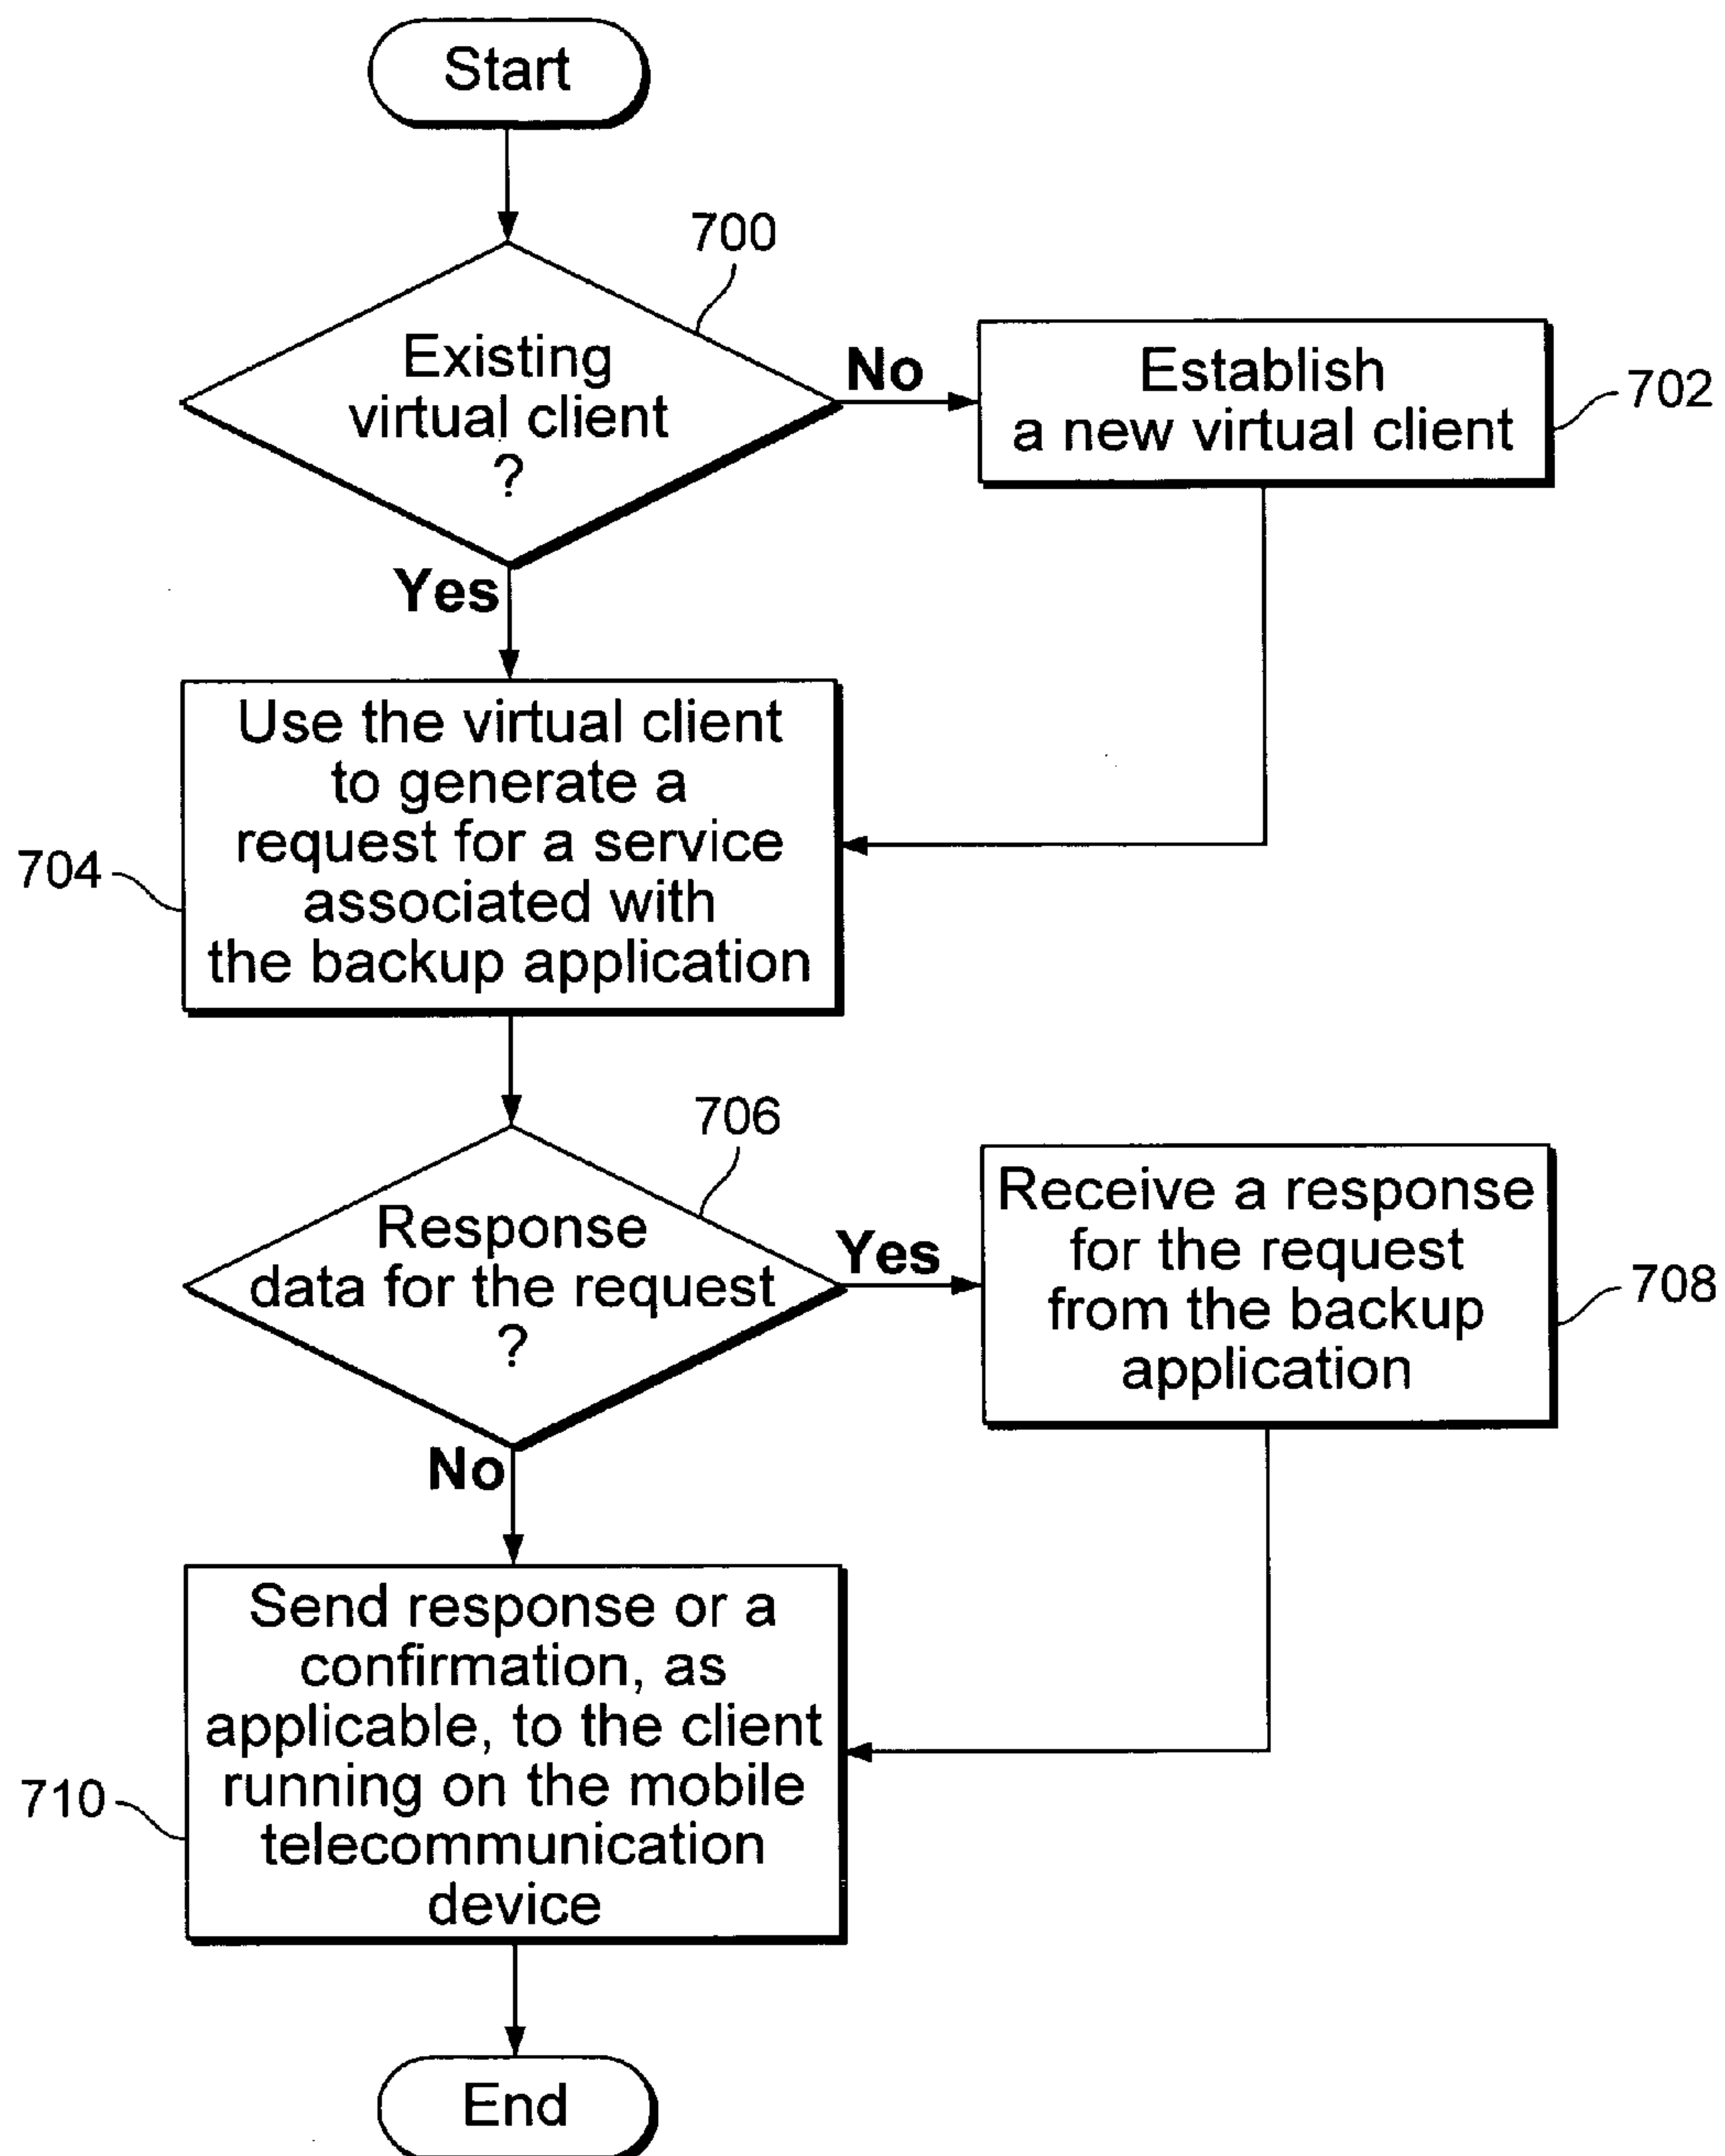 Start
700
Existing
virtual client
?
No
Establish
a new virtual client
702
Yes
Use the virtual client
to generate a
request for a service
associated with
the backup application
704
706
Response
data for the request
?
Yes
Receive a response
for the request
from the backup
application
708
No
Send response or a
confirmation, as
applicable, to the client
running on the mobile
telecommunication
device
710
End